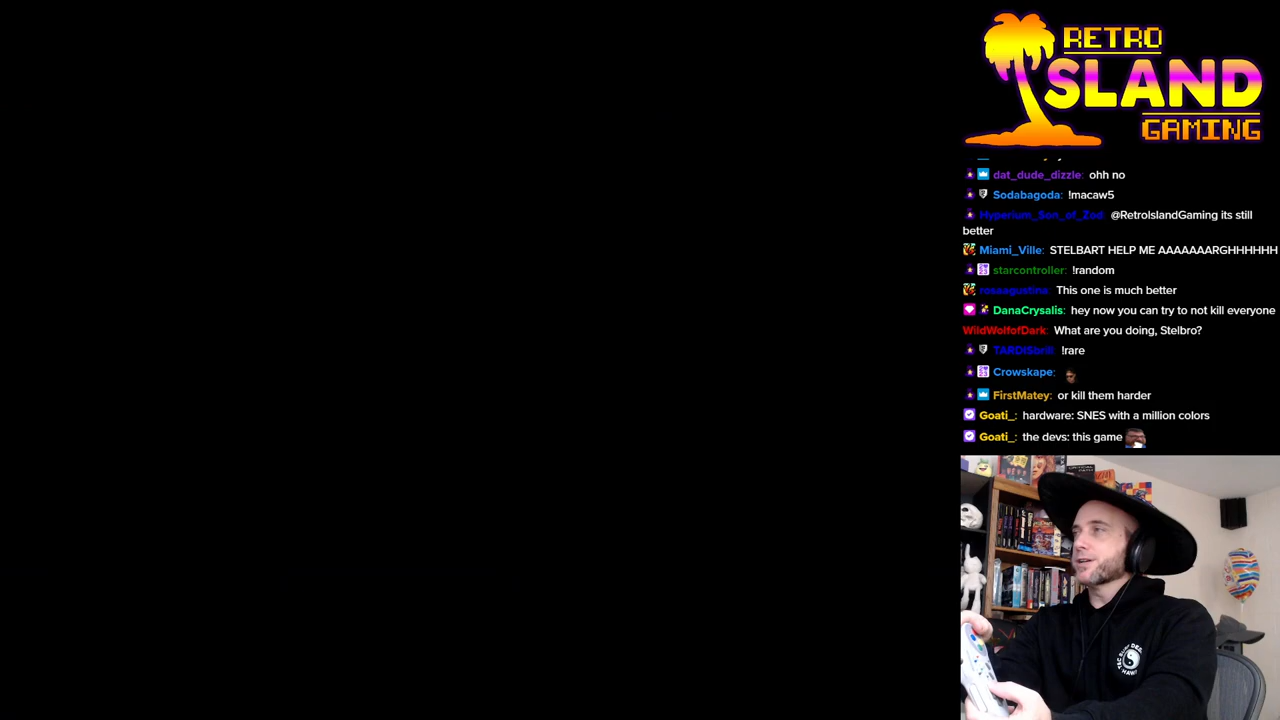 RETRO
ISLAND
GAMING
dat_dude_dizzle: ohh no
Sodabagoda: !macaw5
Hyperium_Son_of_Zod: @RetroIslandGaming its still
better
Miami_Ville: STELBART HELP ME AAAAAAARGHHHHHH
starcontroller: !random
rosaagustina: This one is much better
DanaCrysalis: hey now you can try to not kill everyone
WildWolfofDark: What are you doing, Stelbro?
TARDISbrit: !rare
Crowskape:
FirstMatey: or kill them harder
Goati_: hardware: SNES with a million colors
Goati_: the devs: this game